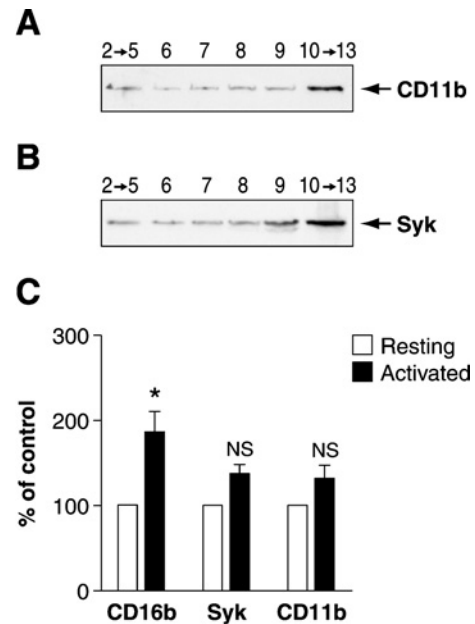 A
2→5 6 7 8 9 10→13
CD11b
B
2→5 6 7 8 9 10→13
Syk
C
300
200
100
0
% of control
Resting
Activated
*
NS
NS
CD16b Syk CD11b